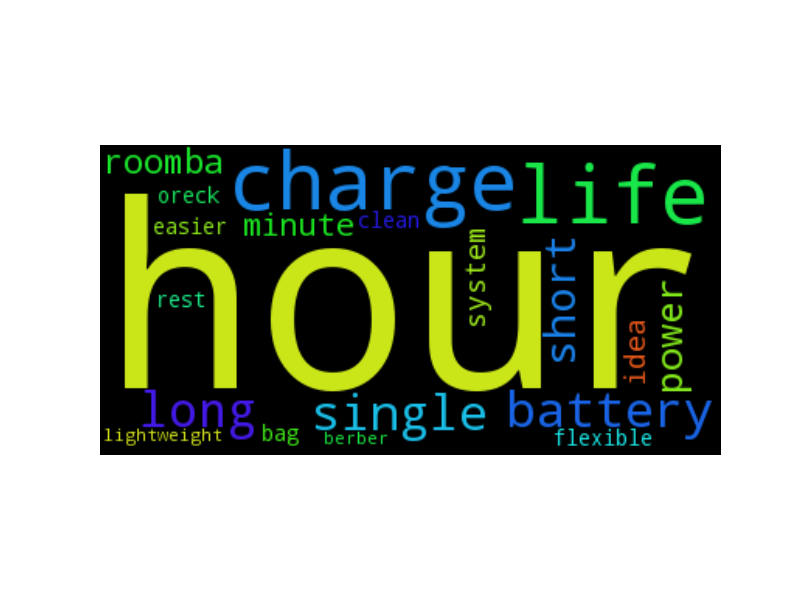 roomba
charge
life
oreck
easier
minute
clean
hour
system
short
rest
idea
power
long
single
battery
lightweight
bag
berber
flexible